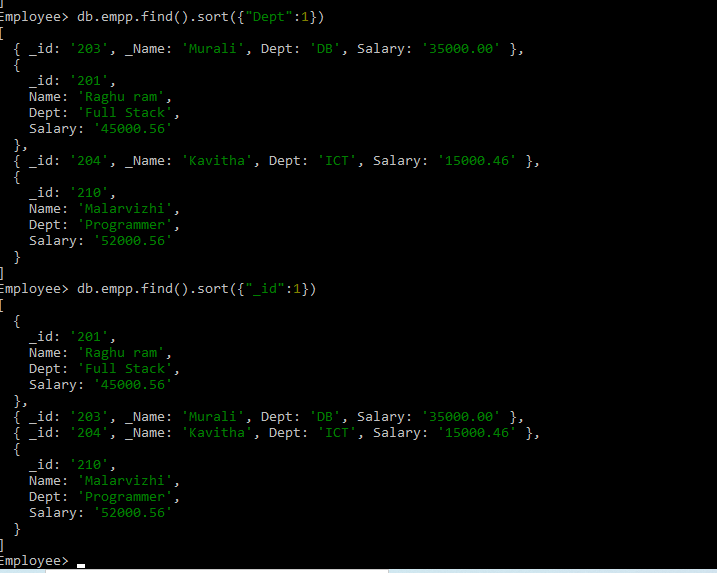 ]
Employee> db.empp.find().sort({"Dept":1})
[
  { _id: '203', _Name: 'Murali', Dept: 'DB', Salary: '35000.00' },
  {
    _id: '201',
    Name: 'Raghu ram',
    Dept: 'Full Stack',
    Salary: '45000.56'
  },
  { _id: '204', _Name: 'Kavitha', Dept: 'ICT', Salary: '15000.46' },
  {
    _id: '210',
    Name: 'Malarvizhi',
    Dept: 'Programmer',
    Salary: '52000.56'
  }
]
Employee> db.empp.find().sort({"_id":1})
[
  {
    _id: '201',
    Name: 'Raghu ram',
    Dept: 'Full Stack',
    Salary: '45000.56'
  },
  { _id: '203', _Name: 'Murali', Dept: 'DB', Salary: '35000.00' },
  { _id: '204', _Name: 'Kavitha', Dept: 'ICT', Salary: '15000.46' },
  {
    _id: '210',
    Name: 'Malarvizhi',
    Dept: 'Programmer',
    Salary: '52000.56'
  }
]
Employee>